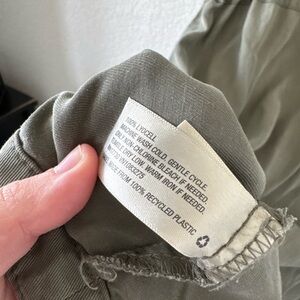 100% LYOCELL
MACHINE WASH COLD, GENTLE CYCLE.
ONLY NON-CHLORINE BLEACH IF NEEDED.
TUMBLE DRY LOW. WARM IRON IF NEEDED.
MADE FROM 100% RECYCLED PLASTIC